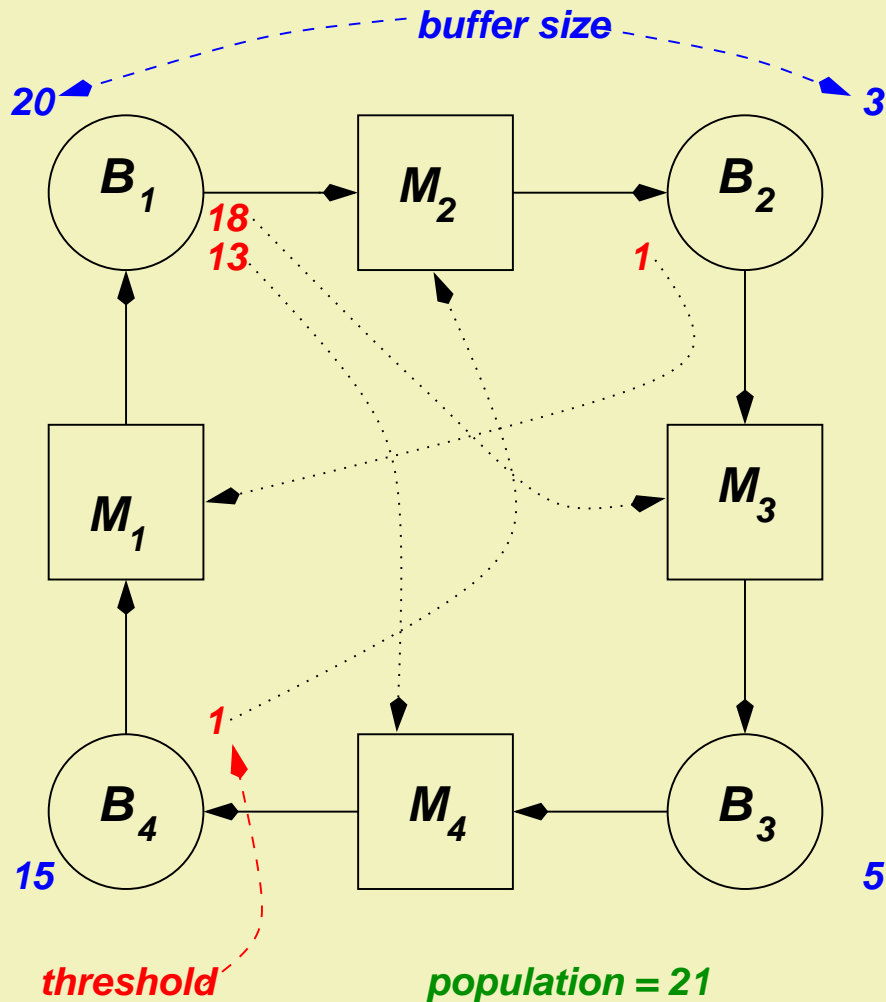 buffer size
20
3
B1
M2
B2
18
13
1
M1
M3
1
B4
M4
B3
15
5
threshold
population = 21